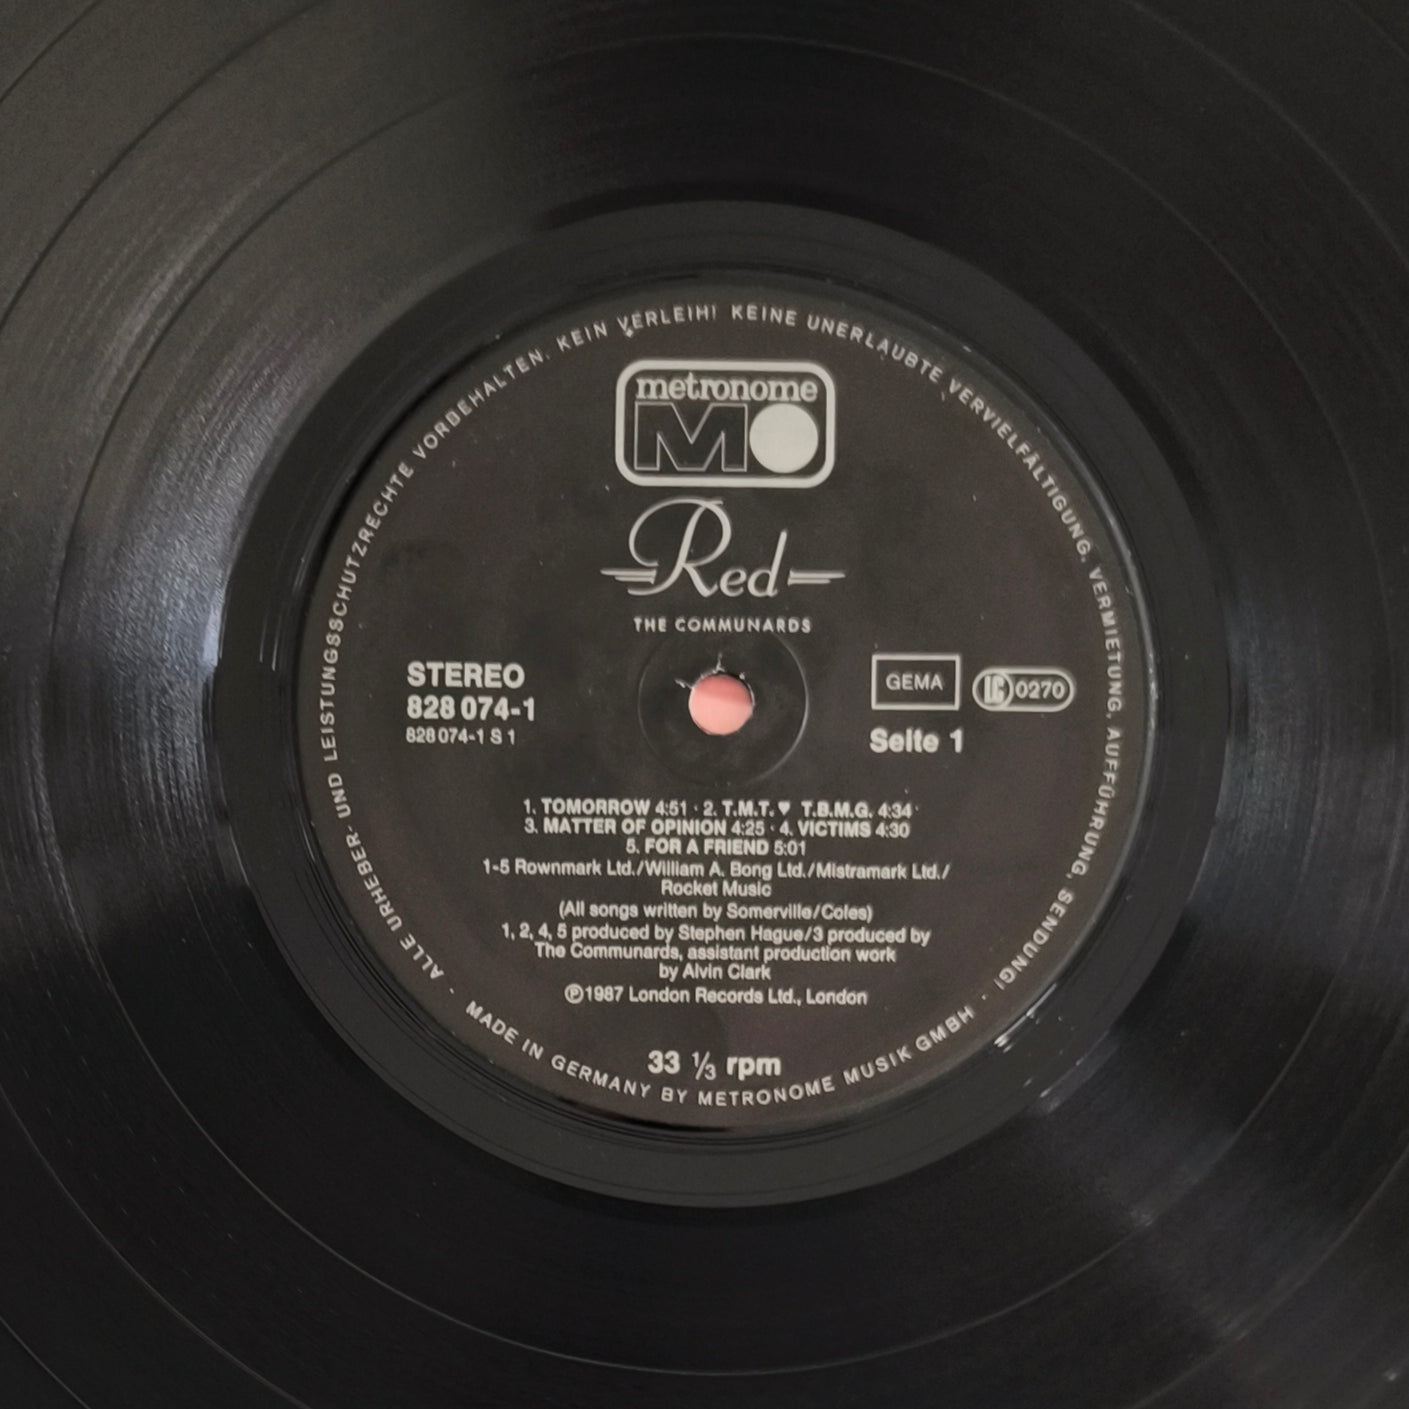 ALLE URHEBER- UND LEISTUNGSSCHUTZRECHTE VORBEHALTEN. KEIN VERLEIH! KEINE UNERLAUBTE VERVIELFÄLTIGUNG, VERMIETUNG, AUFFÜHRUNG, SENDUNG!
metronome
MO
Red
THE COMMUNARDS
STEREO
828 074-1
828 074-1 S 1
GEMA
LC 0270
Seite 1
1. TOMORROW 4:51 · 2. T.M.T. ♥ T.B.M.G. 4:34 ·
3. MATTER OF OPINION 4:25 · 4. VICTIMS 4:30
5. FOR A FRIEND 5:01
1-5 Rownmark Ltd./William A. Bong Ltd./Mistramark Ltd./
Rocket Music
(All songs written by Somerville/Coles)
1, 2, 4, 5 produced by Stephen Hague/3 produced by
The Communards, assistant production work
by Alvin Clark
℗1987 London Records Ltd., London
33 ⅓ rpm
· MADE IN GERMANY BY METRONOME MUSIK GMBH ·